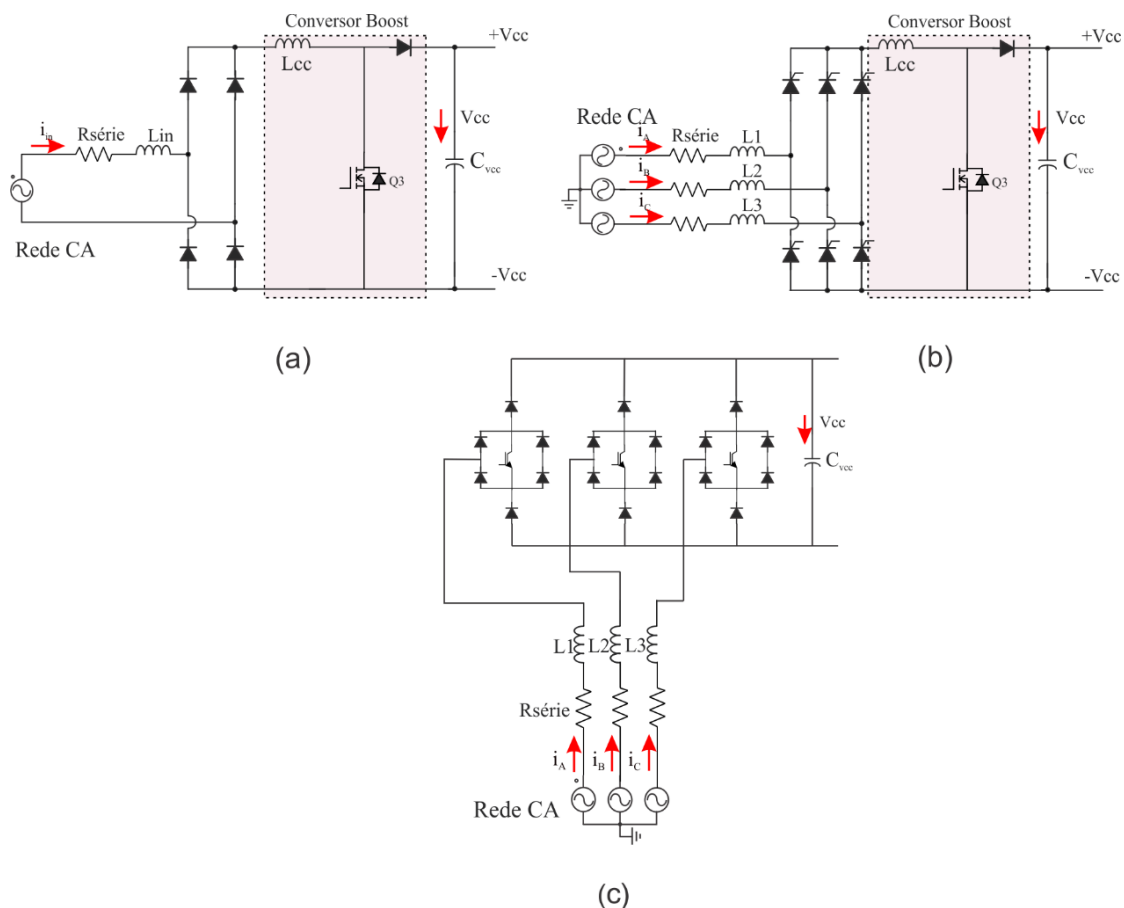 Conversor Boost
+Vcc
Lcc
i_in
Rsérie
Lin
Vcc
C_vcc
Q3
Rede CA
-Vcc
(a)
Conversor Boost
+Vcc
Lcc
Rede CA
i_A
Rsérie
L1
Vcc
i_B
L2
C_vcc
Q3
i_C
L3
-Vcc
(b)
Vcc
C_vcc
L1
L2
L3
Rsérie
i_A
i_B
i_C
Rede CA
(c)